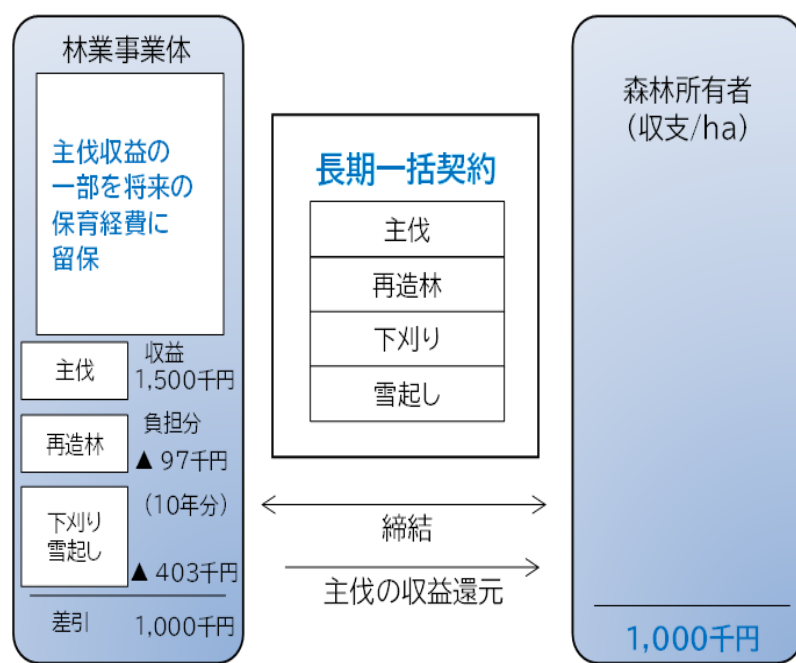 林業事業体
主伐収益の
一部を将来の
保育経費に
留保
主伐
収益
1,500千円
再造林
負担分
▲ 97千円
下刈り
雪起し
(10年分)
▲ 403千円
差引 1,000千円
長期一括契約
主伐
再造林
下刈り
雪起し
締結
主伐の収益還元
森林所有者
(収支/ha)
1,000千円